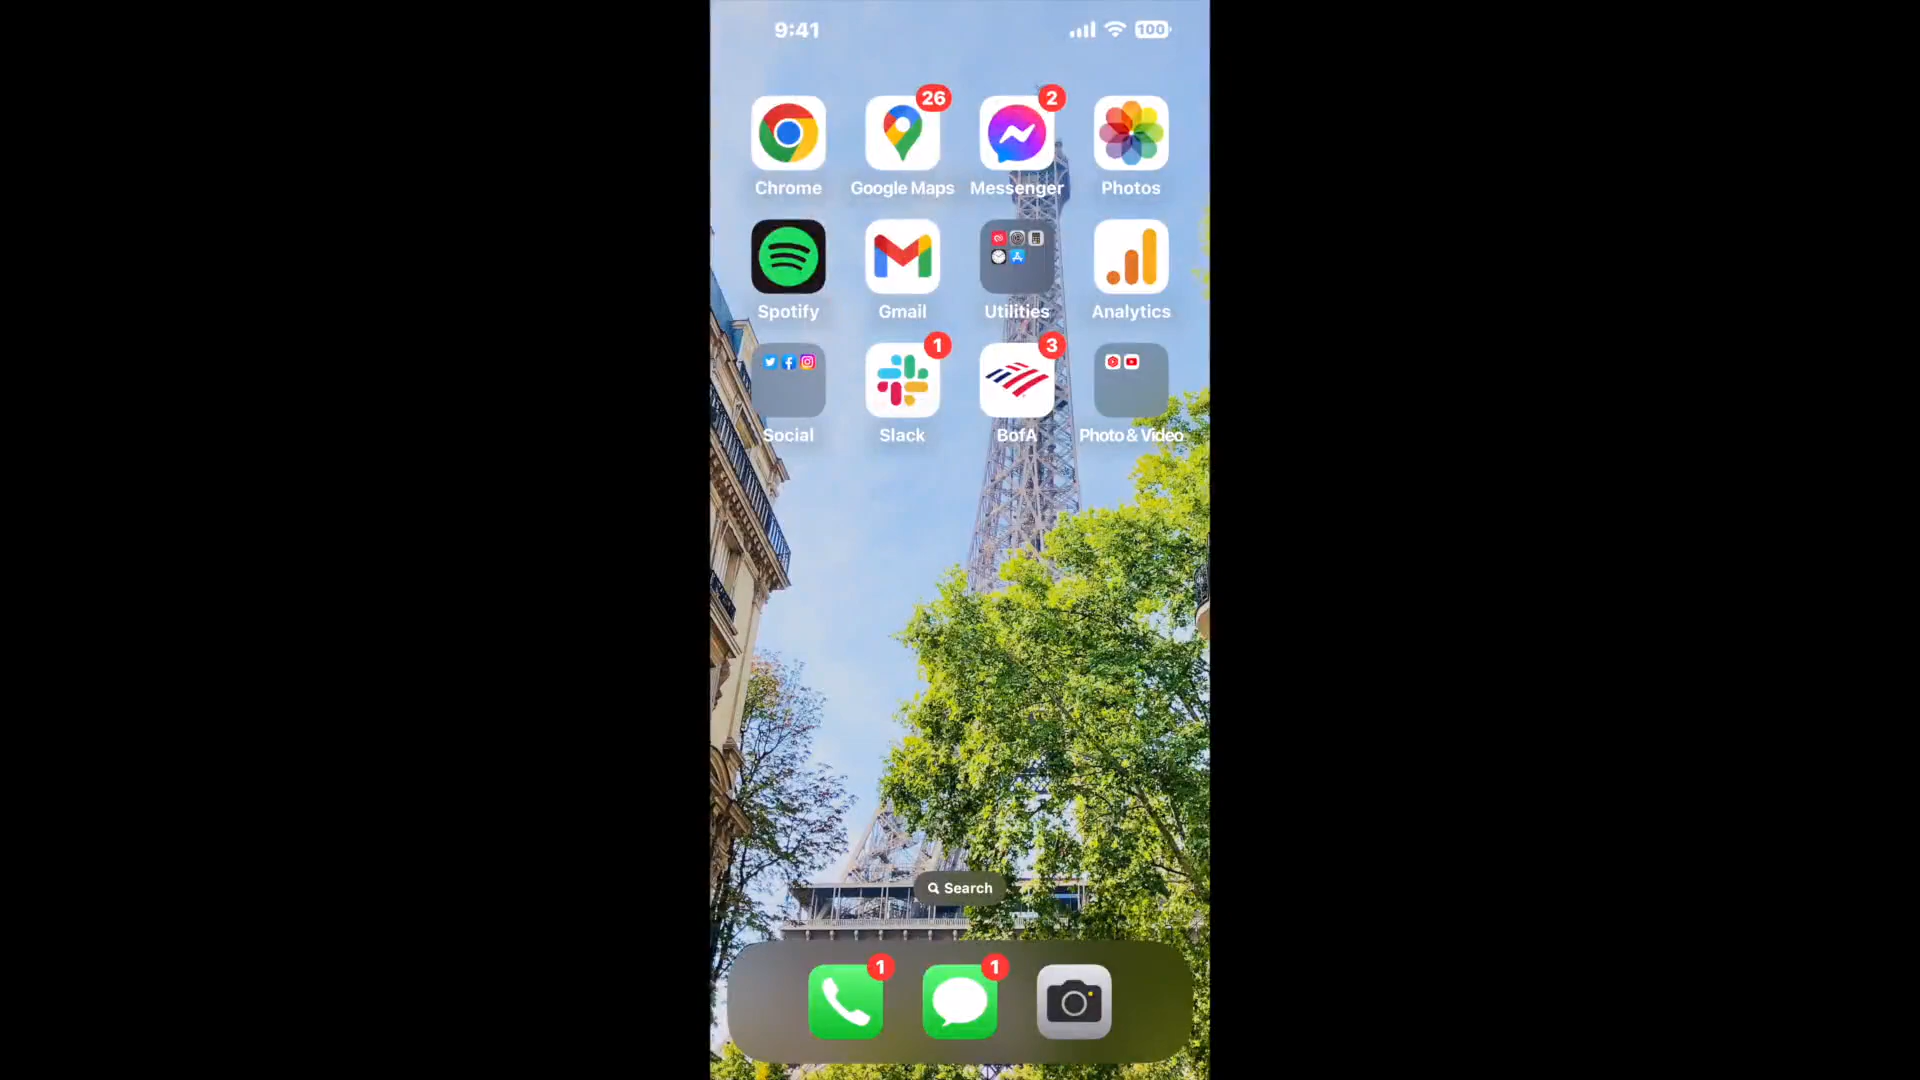 9:41
100
26
2
Chrome
Google Maps
Messenger
Photos
Spotify
Gmail
Utilities
Analytics
1
3
Social
Slack
BofA
Photo & Video
Search
1
1